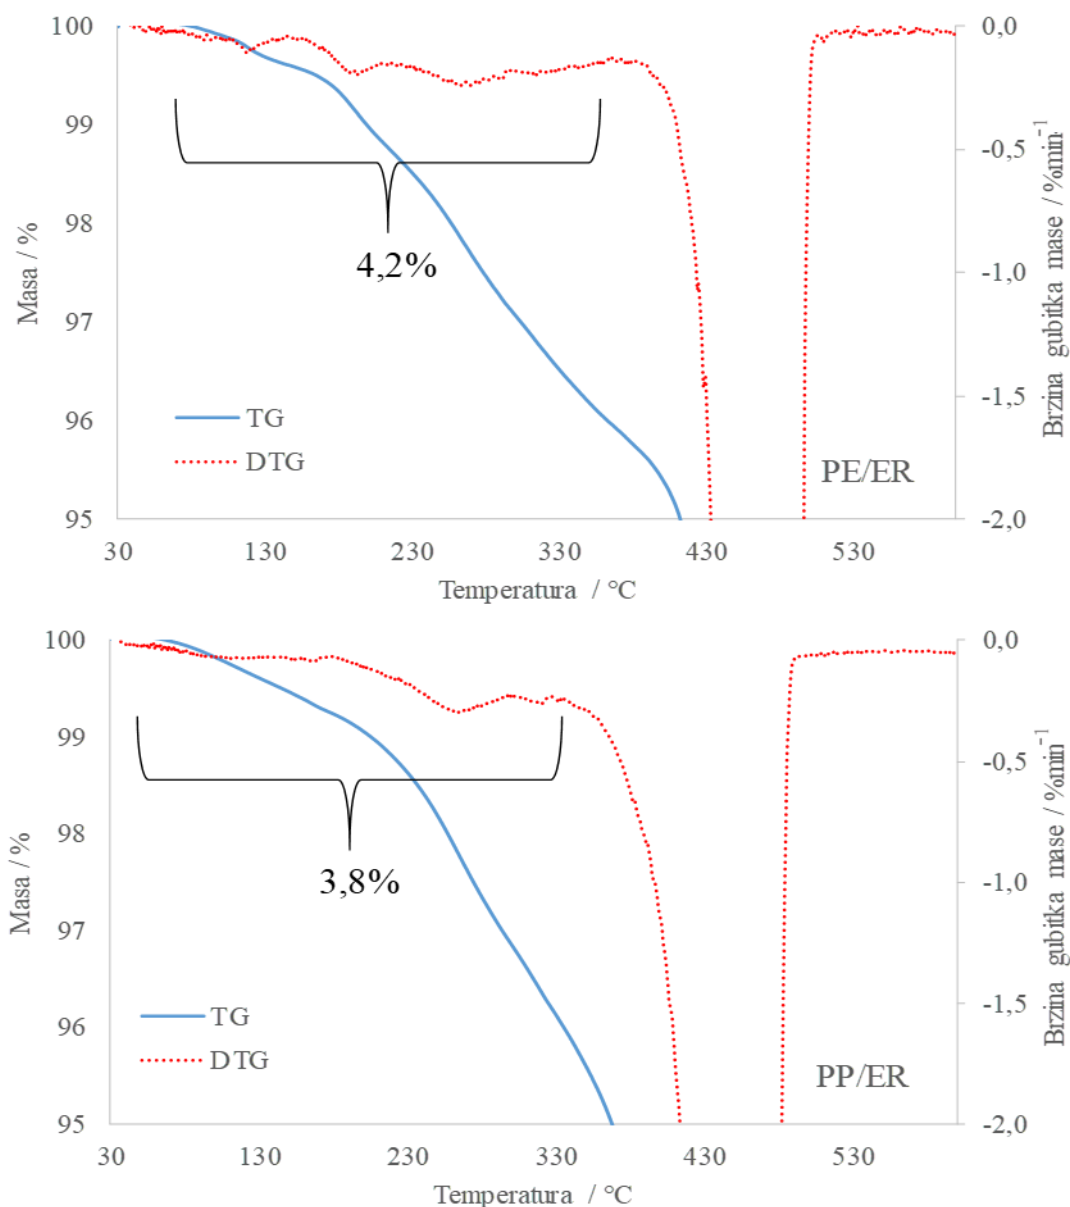 100
99
98
97
96
95
Masa / %
0,0
-0,5
-1,0
-1,5
-2,0
Brzina gubitka mase / %min-1
4,2%
TG
DTG
PE/ER
30 130 230 330 430 530
Temperatura / °C
100
99
98
97
96
95
Masa / %
0,0
-0,5
-1,0
-1,5
-2,0
Brzina gubitka mase / %min-1
3,8%
TG
DTG
PP/ER
30 130 230 330 430 530
Temperatura / °C